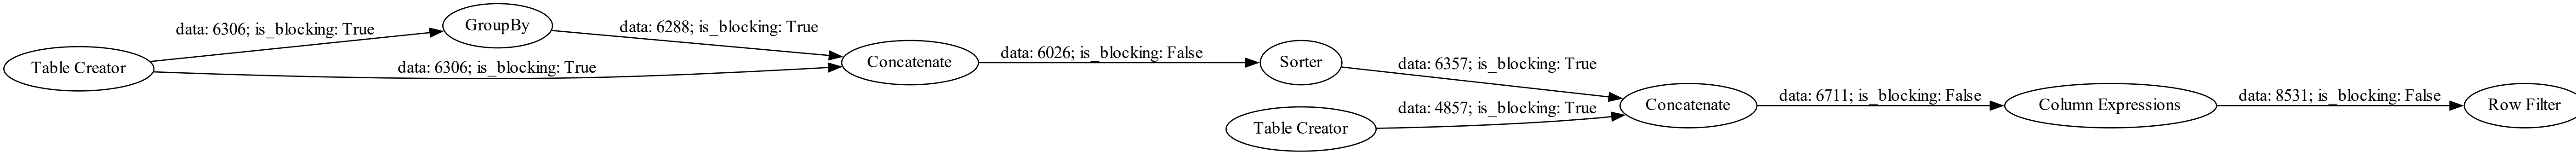 Table Creator
data: 6306; is_blocking: True
GroupBy
data: 6288; is_blocking: True
data: 6306; is_blocking: True
Concatenate
data: 6026; is_blocking: False
Sorter
data: 6357; is_blocking: True
Table Creator
data: 4857; is_blocking: True
Concatenate
data: 6711; is_blocking: False
Column Expressions
data: 8531; is_blocking: False
Row Filter